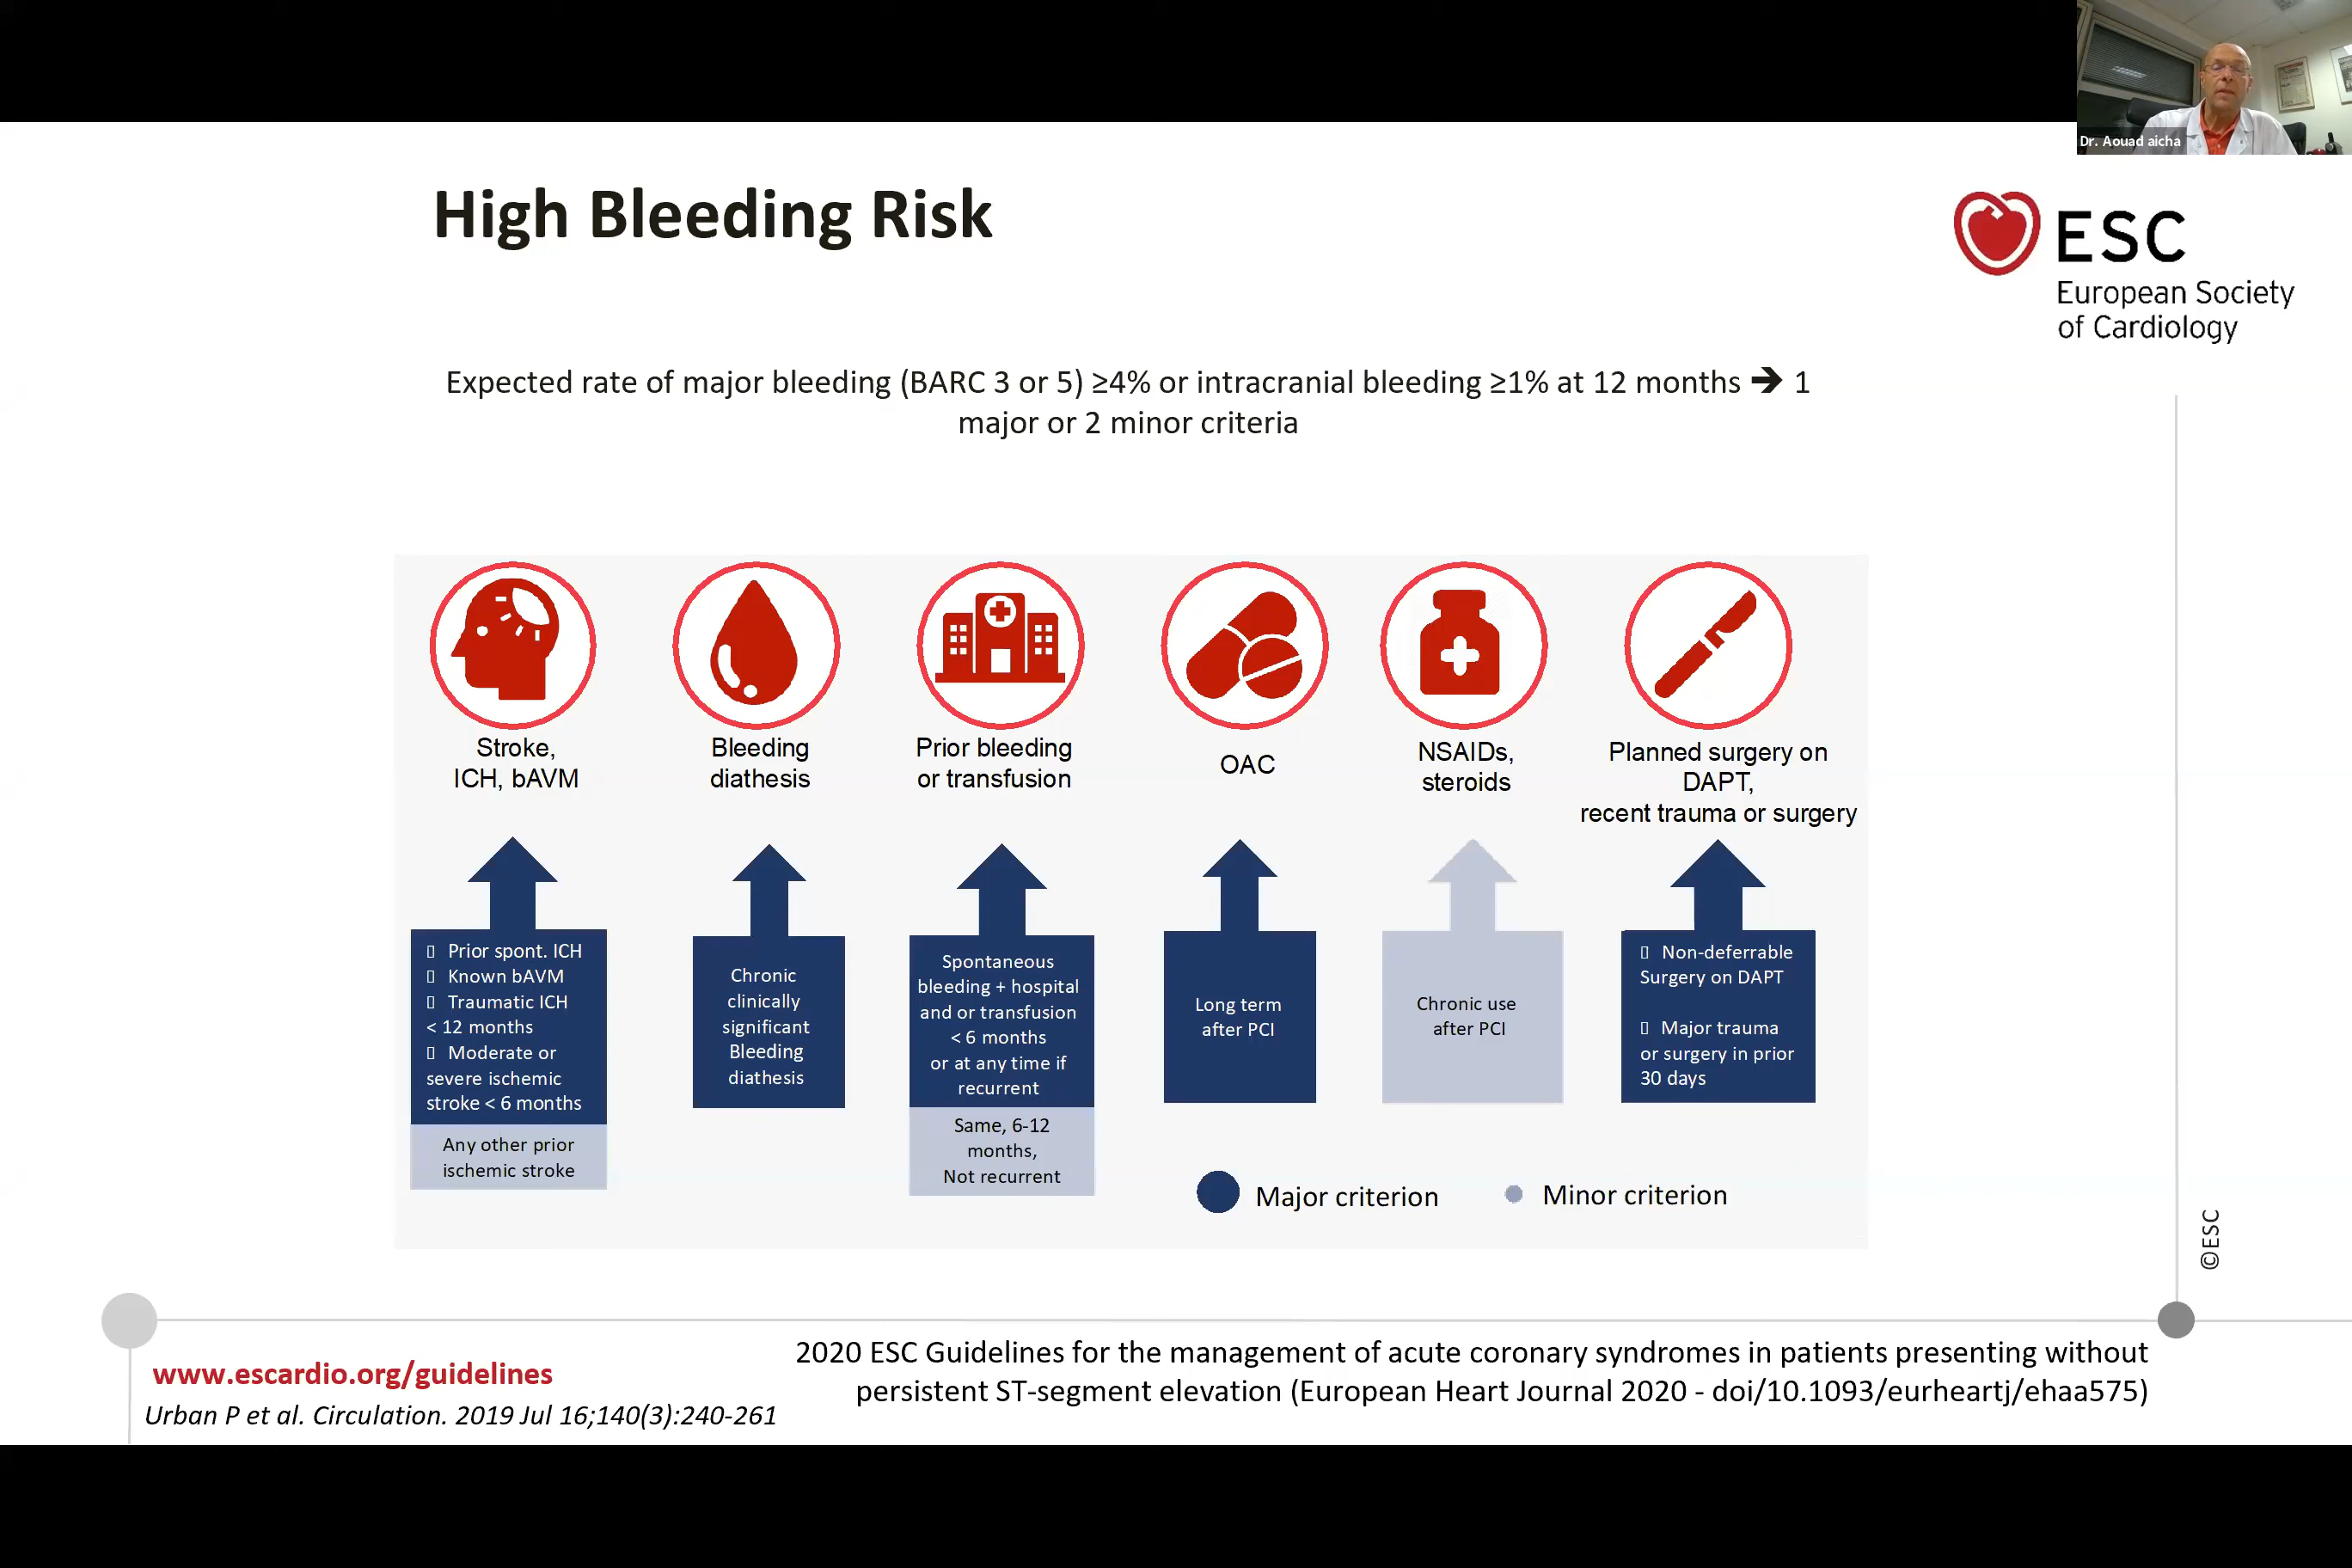 Dr. Aouad aicha
High Bleeding Risk
ESC
European Society
of Cardiology
Expected rate of major bleeding (BARC 3 or 5) ≥4% or intracranial bleeding ≥1% at 12 months ➔ 1
major or 2 minor criteria
Stroke,
ICH, bAVM
Bleeding
diathesis
Prior bleeding
or transfusion
OAC
NSAIDs,
steroids
Planned surgery on
DAPT,
recent trauma or surgery
Prior spont. ICH
Known bAVM
Traumatic ICH
< 12 months
Moderate or
severe ischemic
stroke < 6 months
Any other prior
ischemic stroke
Chronic
clinically
significant
Bleeding
diathesis
Spontaneous
bleeding + hospital
and or transfusion
< 6 months
or at any time if
recurrent
Same, 6-12
months,
Not recurrent
Long term
after PCI
Chronic use
after PCI
Non-deferrable
Surgery on DAPT
Major trauma
or surgery in prior
30 days
Major criterion
Minor criterion
©ESC
www.escardio.org/guidelines
Urban P et al. Circulation. 2019 Jul 16;140(3):240-261
2020 ESC Guidelines for the management of acute coronary syndromes in patients presenting without
persistent ST-segment elevation (European Heart Journal 2020 - doi/10.1093/eurheartj/ehaa575)